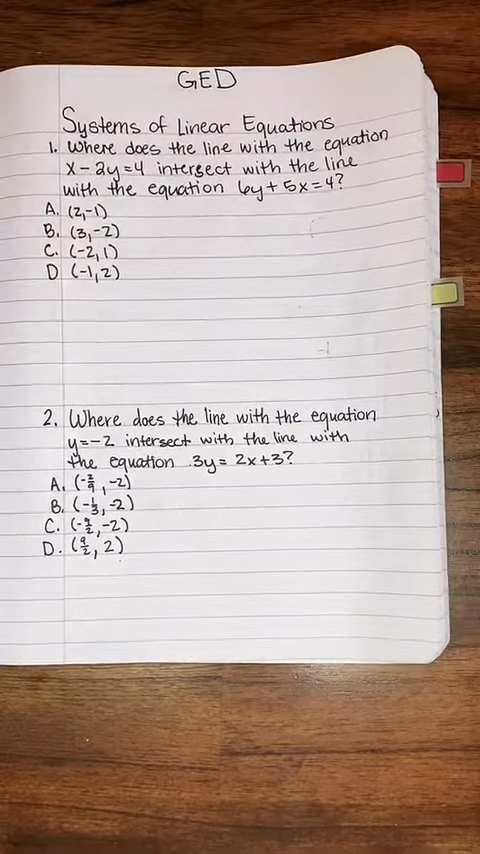 GED
Systems of Linear Equations
1. Where does the line with the equation
x - 2y = 4 intersect with the line
with the equation 6y + 5x = 4?
A. (2, -1)
B. (3, -2)
C. (-2, 1)
D (-1, 2)
2. Where does the line with the equation
y = -2 intersect with the line with
the equation 3y = 2x + 3?
A. (-2/9, -2)
B. (-1/3, -2)
C. (-9/2, -2)
D. (9/2, 2)